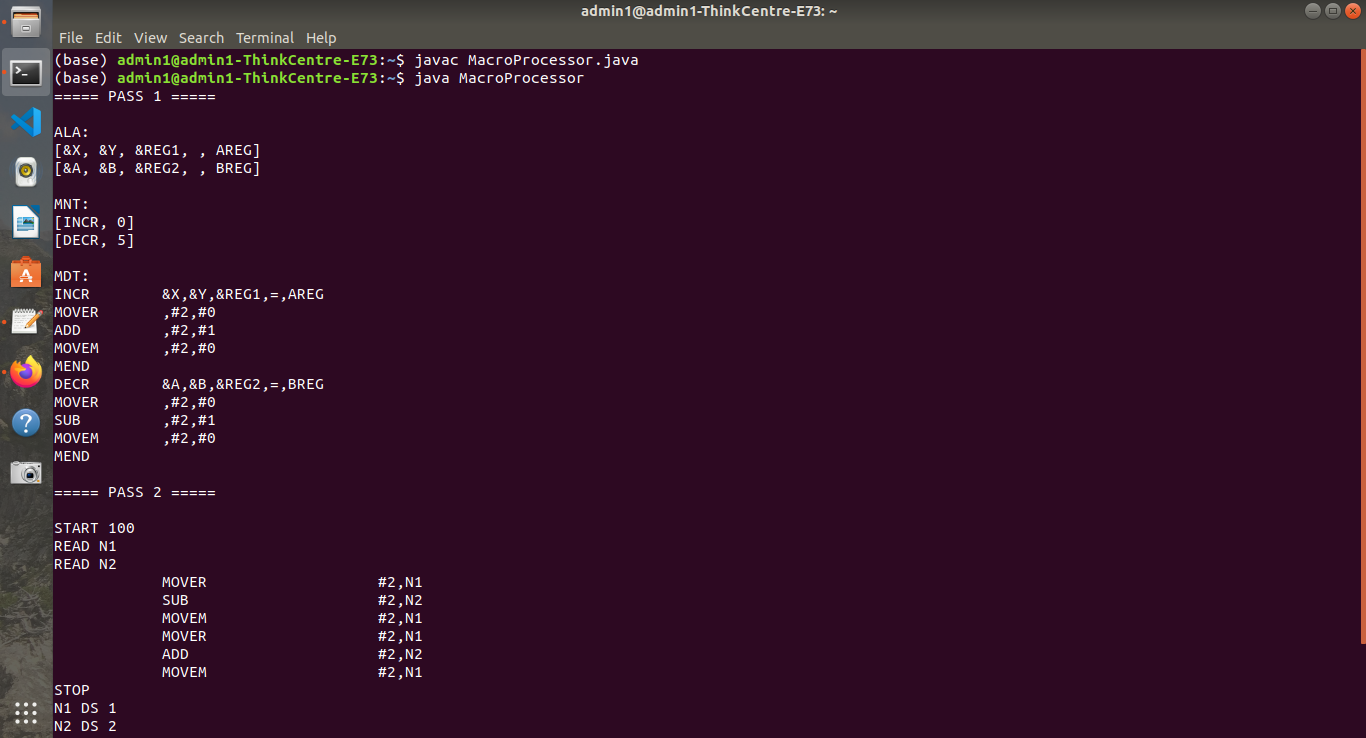 admin1@admin1-ThinkCentre-E73: ~
File Edit View Search Terminal Help
(base) admin1@admin1-ThinkCentre-E73:~$ javac MacroProcessor.java
(base) admin1@admin1-ThinkCentre-E73:~$ java MacroProcessor
===== PASS 1 =====
ALA:
[&X, &Y, &REG1, , AREG]
[&A, &B, &REG2, , BREG]
MNT:
[INCR, 0]
[DECR, 5]
MDT:
INCR        &X,&Y,&REG1,=,AREG
MOVER       ,#2,#0
ADD         ,#2,#1
MOVEM       ,#2,#0
MEND
DECR        &A,&B,&REG2,=,BREG
MOVER       ,#2,#0
SUB         ,#2,#1
MOVEM       ,#2,#0
MEND
===== PASS 2 =====
START 100
READ N1
READ N2
            MOVER                   #2,N1
            SUB                     #2,N2
            MOVEM                   #2,N1
            MOVER                   #2,N1
            ADD                     #2,N2
            MOVEM                   #2,N1
STOP
N1 DS 1
N2 DS 2